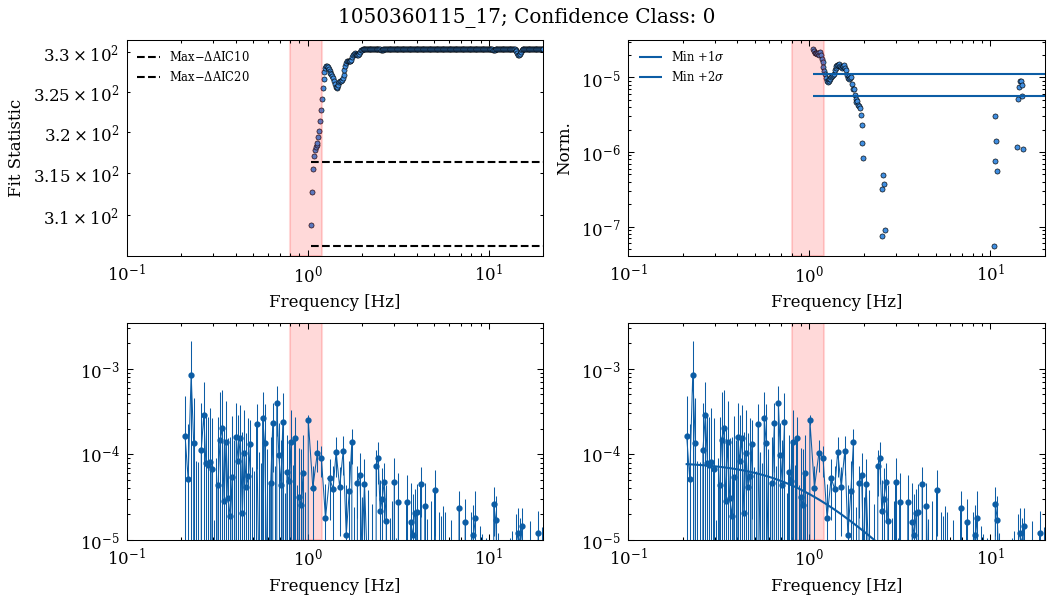 1050360115_17; Confidence Class: 0
Fit Statistic
3.3 × 10²
3.25 × 10²
3.2 × 10²
3.15 × 10²
3.1 × 10²
Max−ΔAIC10
Max−ΔAIC20
10⁻¹ 10⁰ 10¹
Frequency [Hz]
Norm.
10⁻⁵
10⁻⁶
10⁻⁷
Min +1σ
Min +2σ
10⁻¹ 10⁰ 10¹
Frequency [Hz]
10⁻³
10⁻⁴
10⁻⁵
10⁻¹ 10⁰ 10¹
Frequency [Hz]
10⁻³
10⁻⁴
10⁻⁵
10⁻¹ 10⁰ 10¹
Frequency [Hz]